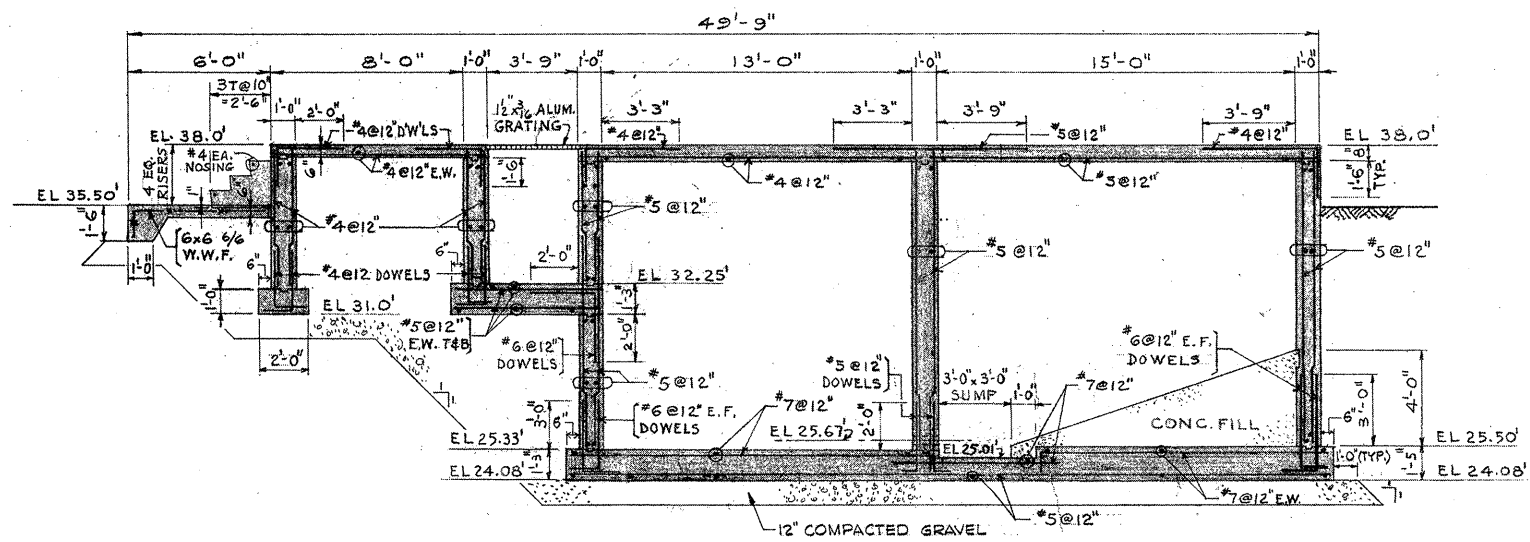 49'-9"
6'-0"
8'-0"
1'-0"
3'-9"
1'-0"
13'-0"
1'-0"
15'-0"
1'-0"
3T@10"
=2'-6"
1'-0"
2'-0"
ALUM.
GRATING
3'-3"
3'-3"
3'-9"
3'-9"
EL. 38.0'
#4@12" D'W'LS
#4@12"
#5@12"
#4@12"
EL 38.0'
4 EQ.
RISERS
#4 EA.
NOSING
6"
#4@12" E.W.
1'-6"
#4@12"
#5@12"
8"
1'-6"
TYP.
EL 35.50'
1"
6"
1'-6"
#4@12"
#5@12"
#5@12"
#5@12"
6x6 6/6
W.W.F.
1'-0"
6"
#4@12 DOWELS
6"
2'-0"
EL 32.25'
1'-0"
EL 31.0'
1'-3"
2'-0"
#5@12"
E.W. T&B
#6@12"
DOWELS
2'-0"
#5@12"
#5@12"
DOWELS
3'-0"x3'-0"
SUMP
1'-0"
#7@12"
#6@12" E.F.
DOWELS
#6@12" E.F.
DOWELS
#7@12"
3'-0"
6"
2'-0"
CONC. FILL
4'-0"
6"
3'-0"
EL 25.33'
EL 25.67'
EL 25.01'
EL 25.50'
1'-3"
1'-0" (TYP.)
1'-5"
EL 24.08'
EL 24.08'
1
1
1
1
#7@12" E.W.
#5@12"
12" COMPACTED GRAVEL